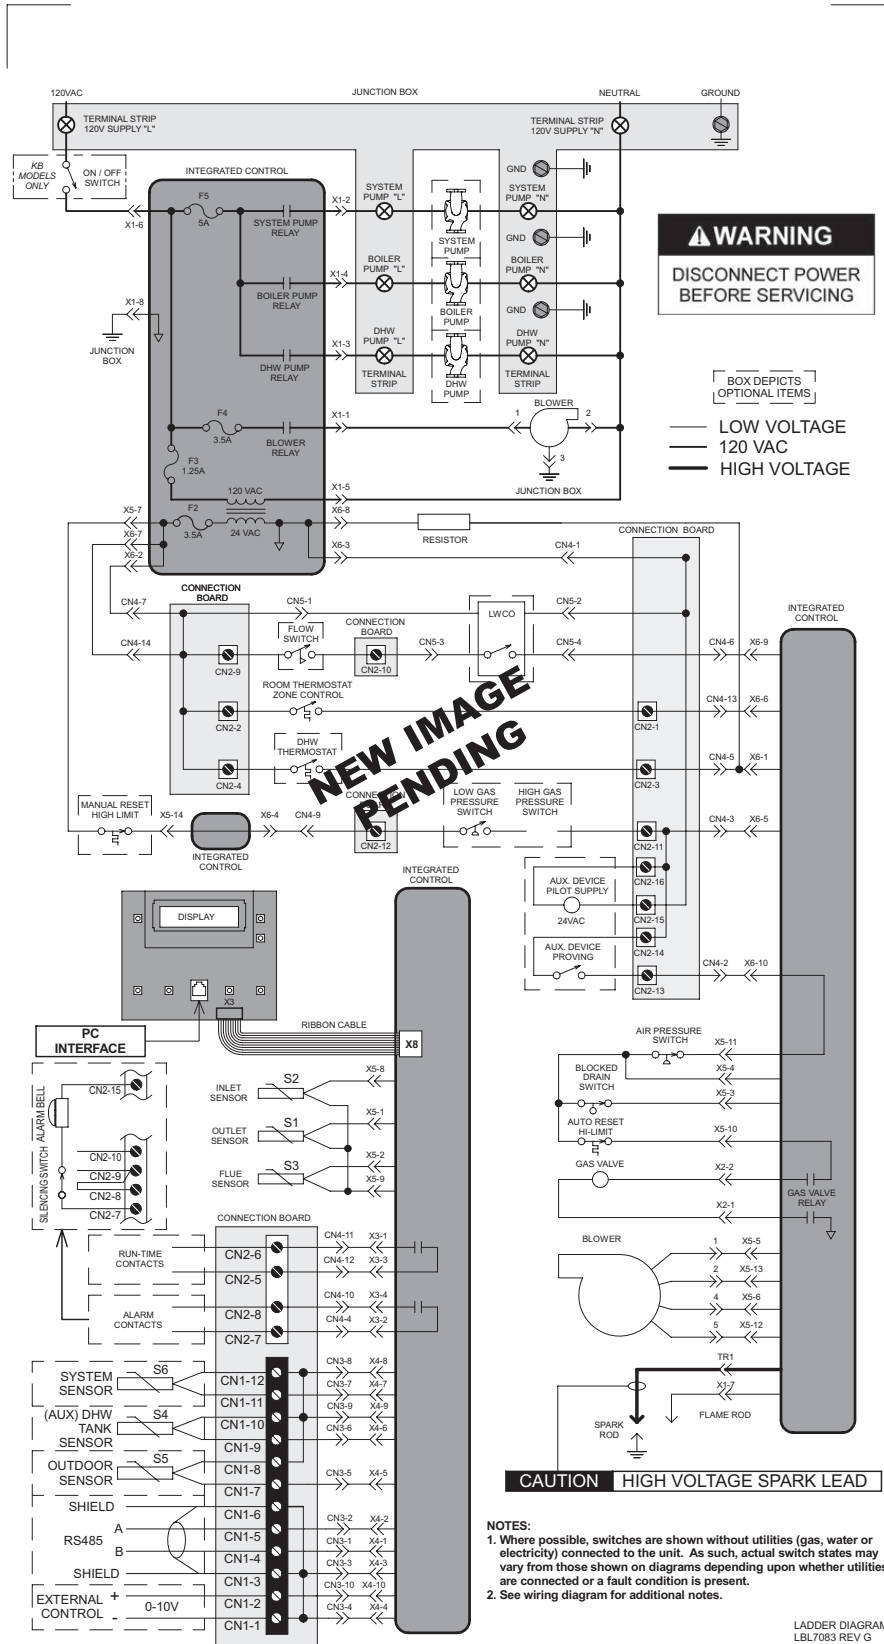 120VAC
JUNCTION BOX
NEUTRAL
GROUND
TERMINAL STRIP
120V SUPPLY "L"
TERMINAL STRIP
120V SUPPLY "N"
KB
MODELS
ONLY
ON / OFF
SWITCH
INTEGRATED CONTROL
F5
5A
X1-6
SYSTEM PUMP
RELAY
X1-2
SYSTEM
PUMP "L"
SYSTEM
PUMP
GND
SYSTEM
PUMP "N"
WARNING
DISCONNECT POWER
BEFORE SERVICING
BOILER PUMP
RELAY
X1-4
BOILER
PUMP "L"
BOILER
PUMP
GND
BOILER
PUMP "N"
X1-8
JUNCTION
BOX
DHW PUMP
RELAY
X1-3
DHW
PUMP "L"
TERMINAL
STRIP
DHW
PUMP
GND
DHW
PUMP "N"
TERMINAL
STRIP
BOX DEPICTS
OPTIONAL ITEMS
LOW VOLTAGE
120 VAC
HIGH VOLTAGE
F4
3.5A
BLOWER
RELAY
X1-1
BLOWER
1
2
3
F3
1.25A
120 VAC
X1-5
JUNCTION BOX
X5-7
F2
3.5A
24 VAC
X6-8
RESISTOR
CONNECTION BOARD
X6-7
X6-2
X6-3
CN4-1
CONNECTION
BOARD
CN4-7
CN5-1
CN5-2
LWCO
INTEGRATED
CONTROL
CN4-14
CN2-9
FLOW
SWITCH
CONNECTION
BOARD
CN2-10
CN5-3
CN5-4
CN4-6
X6-9
ROOM THERMOSTAT
ZONE CONTROL
CN2-2
CN2-1
CN4-13
X6-6
DHW
THERMOSTAT
CN2-4
CN2-3
CN4-5
X6-1
NEW IMAGE
PENDING
MANUAL RESET
HIGH LIMIT
X5-14
INTEGRATED
CONTROL
X6-4
CN4-9
CN2-12
LOW GAS
PRESSURE
SWITCH
HIGH GAS
PRESSURE
SWITCH
CN2-11
CN4-3
X6-5
CN2-16
AUX. DEVICE
PILOT SUPPLY
24VAC
CN2-15
CN2-14
AUX. DEVICE
PROVING
CN2-13
CN4-2
X6-10
INTEGRATED
CONTROL
DISPLAY
X3
RIBBON CABLE
X8
PC
INTERFACE
AIR PRESSURE
SWITCH
X5-11
X5-4
BLOCKED
DRAIN
SWITCH
X5-3
AUTO RESET
HI-LIMIT
X5-10
GAS VALVE
X2-2
X2-1
GAS VALVE
RELAY
SILENCING SWITCH
ALARM BELL
CN2-15
CN2-10
CN2-9
CN2-8
CN2-7
INLET
SENSOR
S2
X5-8
OUTLET
SENSOR
S1
X5-1
FLUE
SENSOR
S3
X5-2
X5-9
CONNECTION BOARD
RUN-TIME
CONTACTS
CN2-6
CN4-11
X3-1
CN2-5
CN4-12
X3-3
ALARM
CONTACTS
CN2-8
CN4-10
X3-4
CN2-7
CN4-4
X3-2
BLOWER
1
X5-5
2
X5-13
4
X5-6
5
X5-12
TR1
X1-7
SPARK
ROD
FLAME ROD
SYSTEM
SENSOR
S6
CN1-12
CN3-8
X4-8
CN1-11
CN3-7
X4-7
(AUX) DHW
TANK
SENSOR
S4
CN1-10
CN3-9
X4-9
CN1-9
CN3-6
X4-6
OUTDOOR
SENSOR
S5
CN1-8
CN1-7
CN3-5
X4-5
SHIELD
CN1-6
RS485
A
CN1-5
CN3-2
X4-2
B
CN1-4
CN3-1
X4-1
SHIELD
CN1-3
CN3-3
X4-3
EXTERNAL
CONTROL
+
-
0-10V
CN1-2
CN3-10
X4-10
CN1-1
CN3-4
X4-4
CAUTION HIGH VOLTAGE SPARK LEAD
NOTES:
1. Where possible, switches are shown without utilities (gas, water or
electricity) connected to the unit. As such, actual switch states may
vary from those shown on diagrams depending upon whether utilities
are connected or a fault condition is present.
2. See wiring diagram for additional notes.
LADDER DIAGRAM
LBL7083 REV G